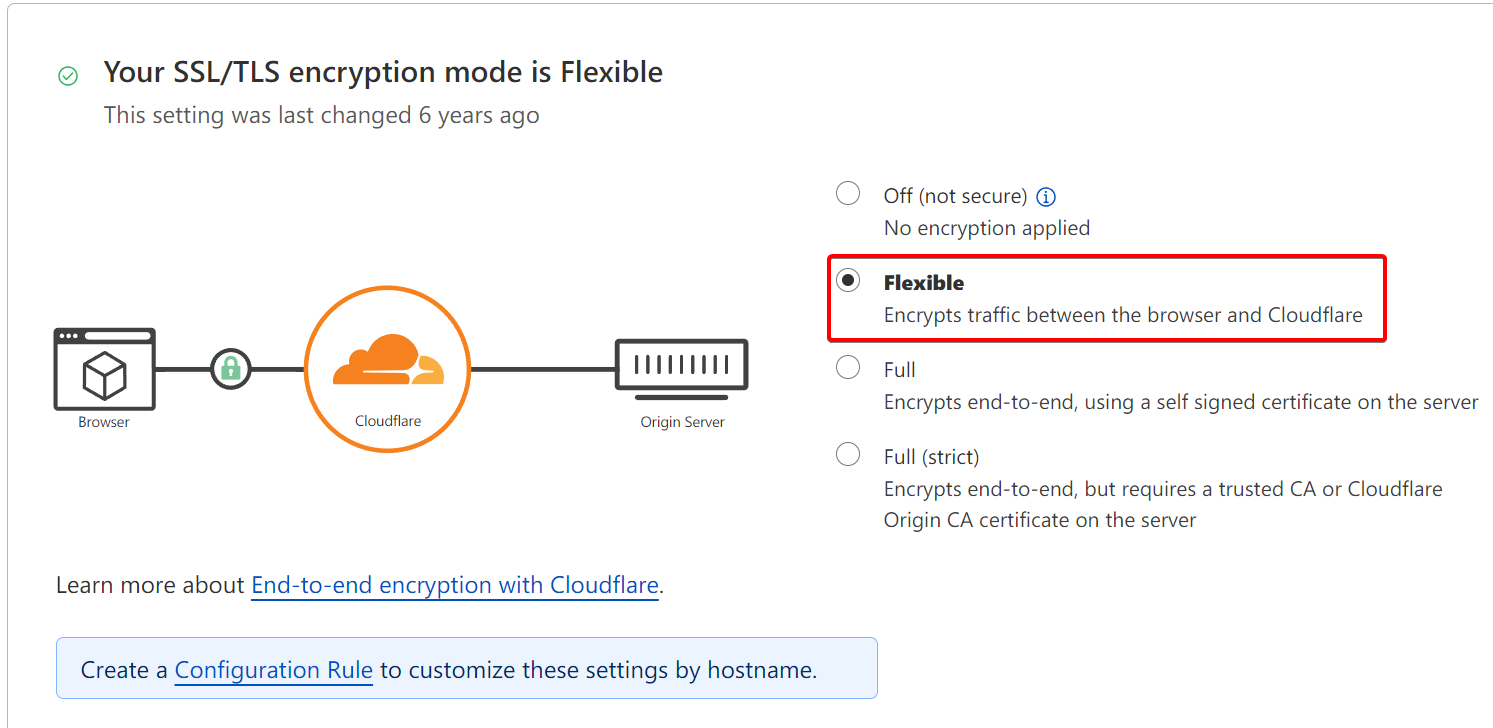 Your SSL/TLS encryption mode is Flexible
This setting was last changed 6 years ago
Off (not secure)
No encryption applied
Flexible
Encrypts traffic between the browser and Cloudflare
Full
Encrypts end-to-end, using a self signed certificate on the server
Full (strict)
Encrypts end-to-end, but requires a trusted CA or Cloudflare
Origin CA certificate on the server
Browser
Cloudflare
Origin Server
Learn more about End-to-end encryption with Cloudflare.
Create a Configuration Rule to customize these settings by hostname.